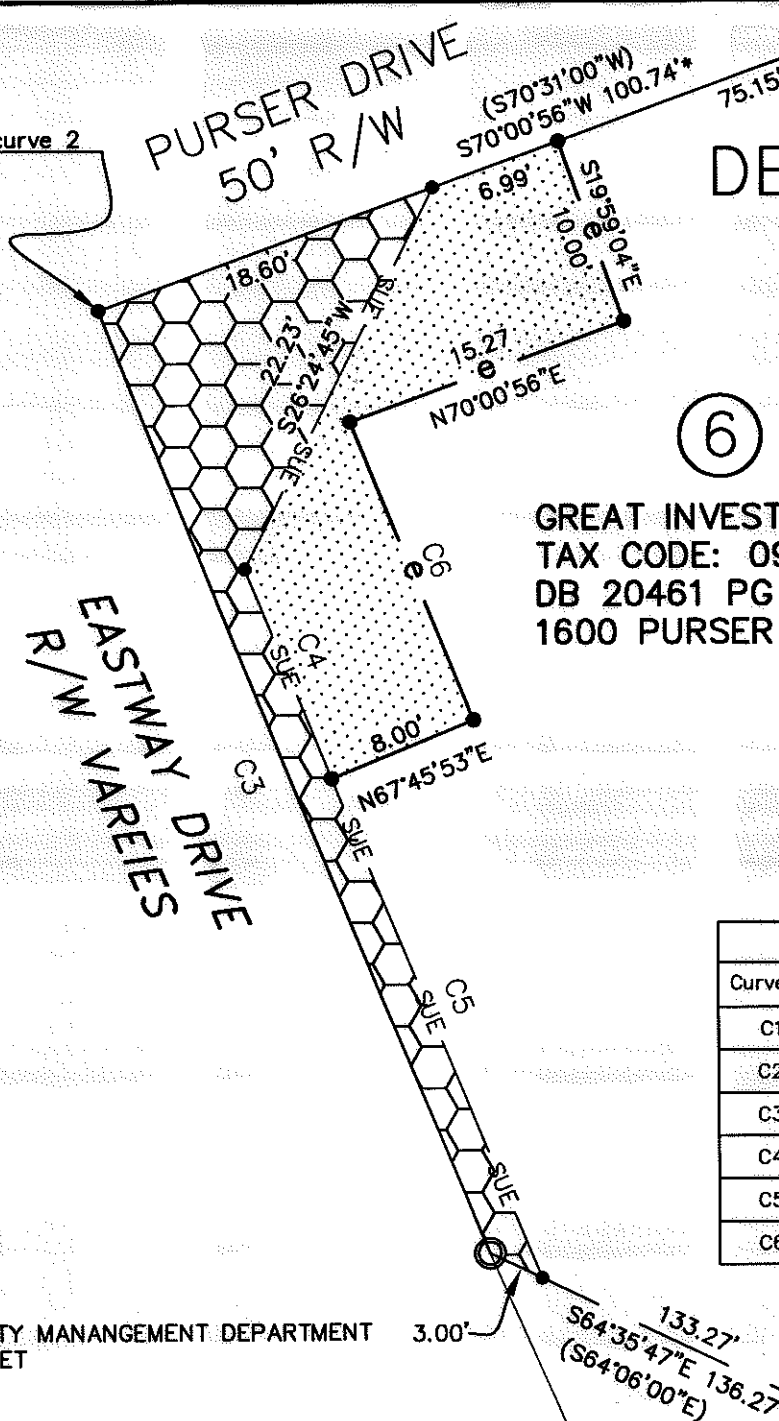 curve 2
PURSER DRIVE
50' R/W
(S70°31'00"W)
S70°00'56"W 100.74'*
75.15'
DE
6.99'
S19°59'04"E
10.00'
e
18.60'
SUE
22.23'
S26°24'45"W
SUE
15.27
e
N70°00'56"E
6
GREAT INVEST
TAX CODE: 09
DB 20461 PG
1600 PURSER
C6
e
C4
SUE
EASTWAY DRIVE
R/W VAREIES
C3
8.00'
N67°45'53"E
SUE
C5
SUE
SUE
Curve
C1
C2
C3
C4
C5
C6
TY MANANGEMENT DEPARTMENT
ET
3.00'
133.27'
S64°35'47"E 136.27'
(S64°06'00"E)